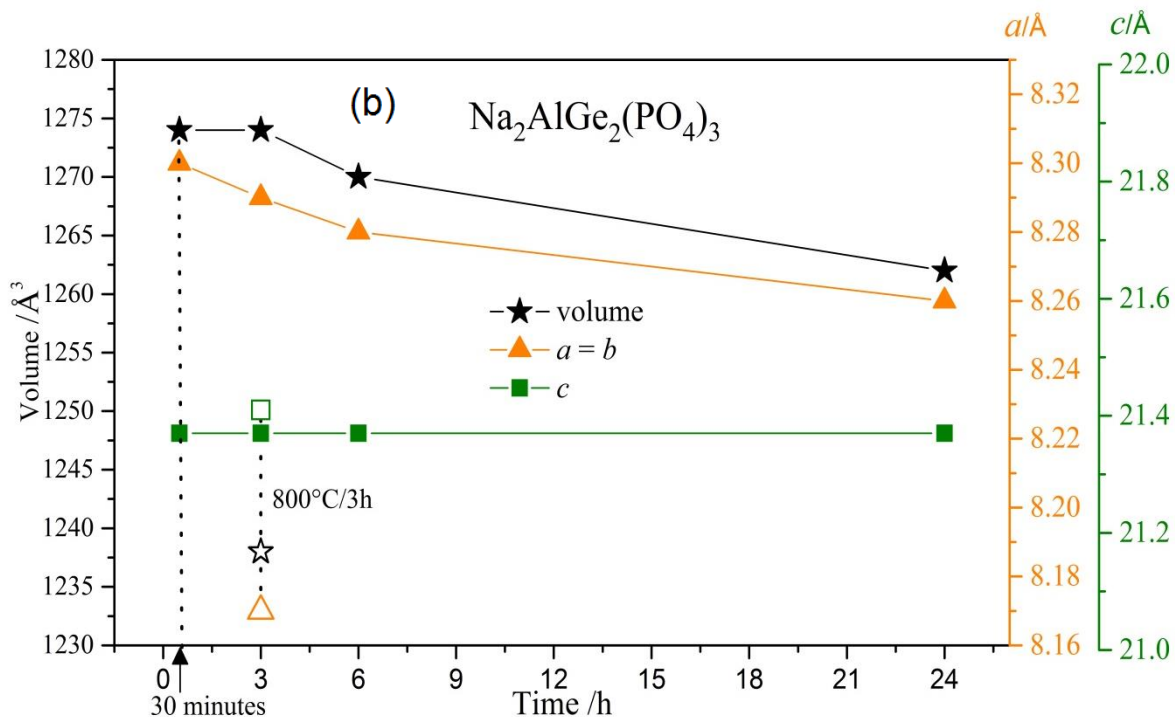 a/Å
c/Å
(b)
Na₂AlGe₂(PO₄)₃
Volume /Å³
1280
1275
1270
1265
1260
1255
1250
1245
1240
1235
1230
volume
a = b
c
800°C/3h
8.32
8.30
8.28
8.26
8.24
8.22
8.20
8.18
8.16
22.0
21.8
21.6
21.4
21.2
21.0
0 3 6 9 12 15 18 21 24
30 minutes
Time /h